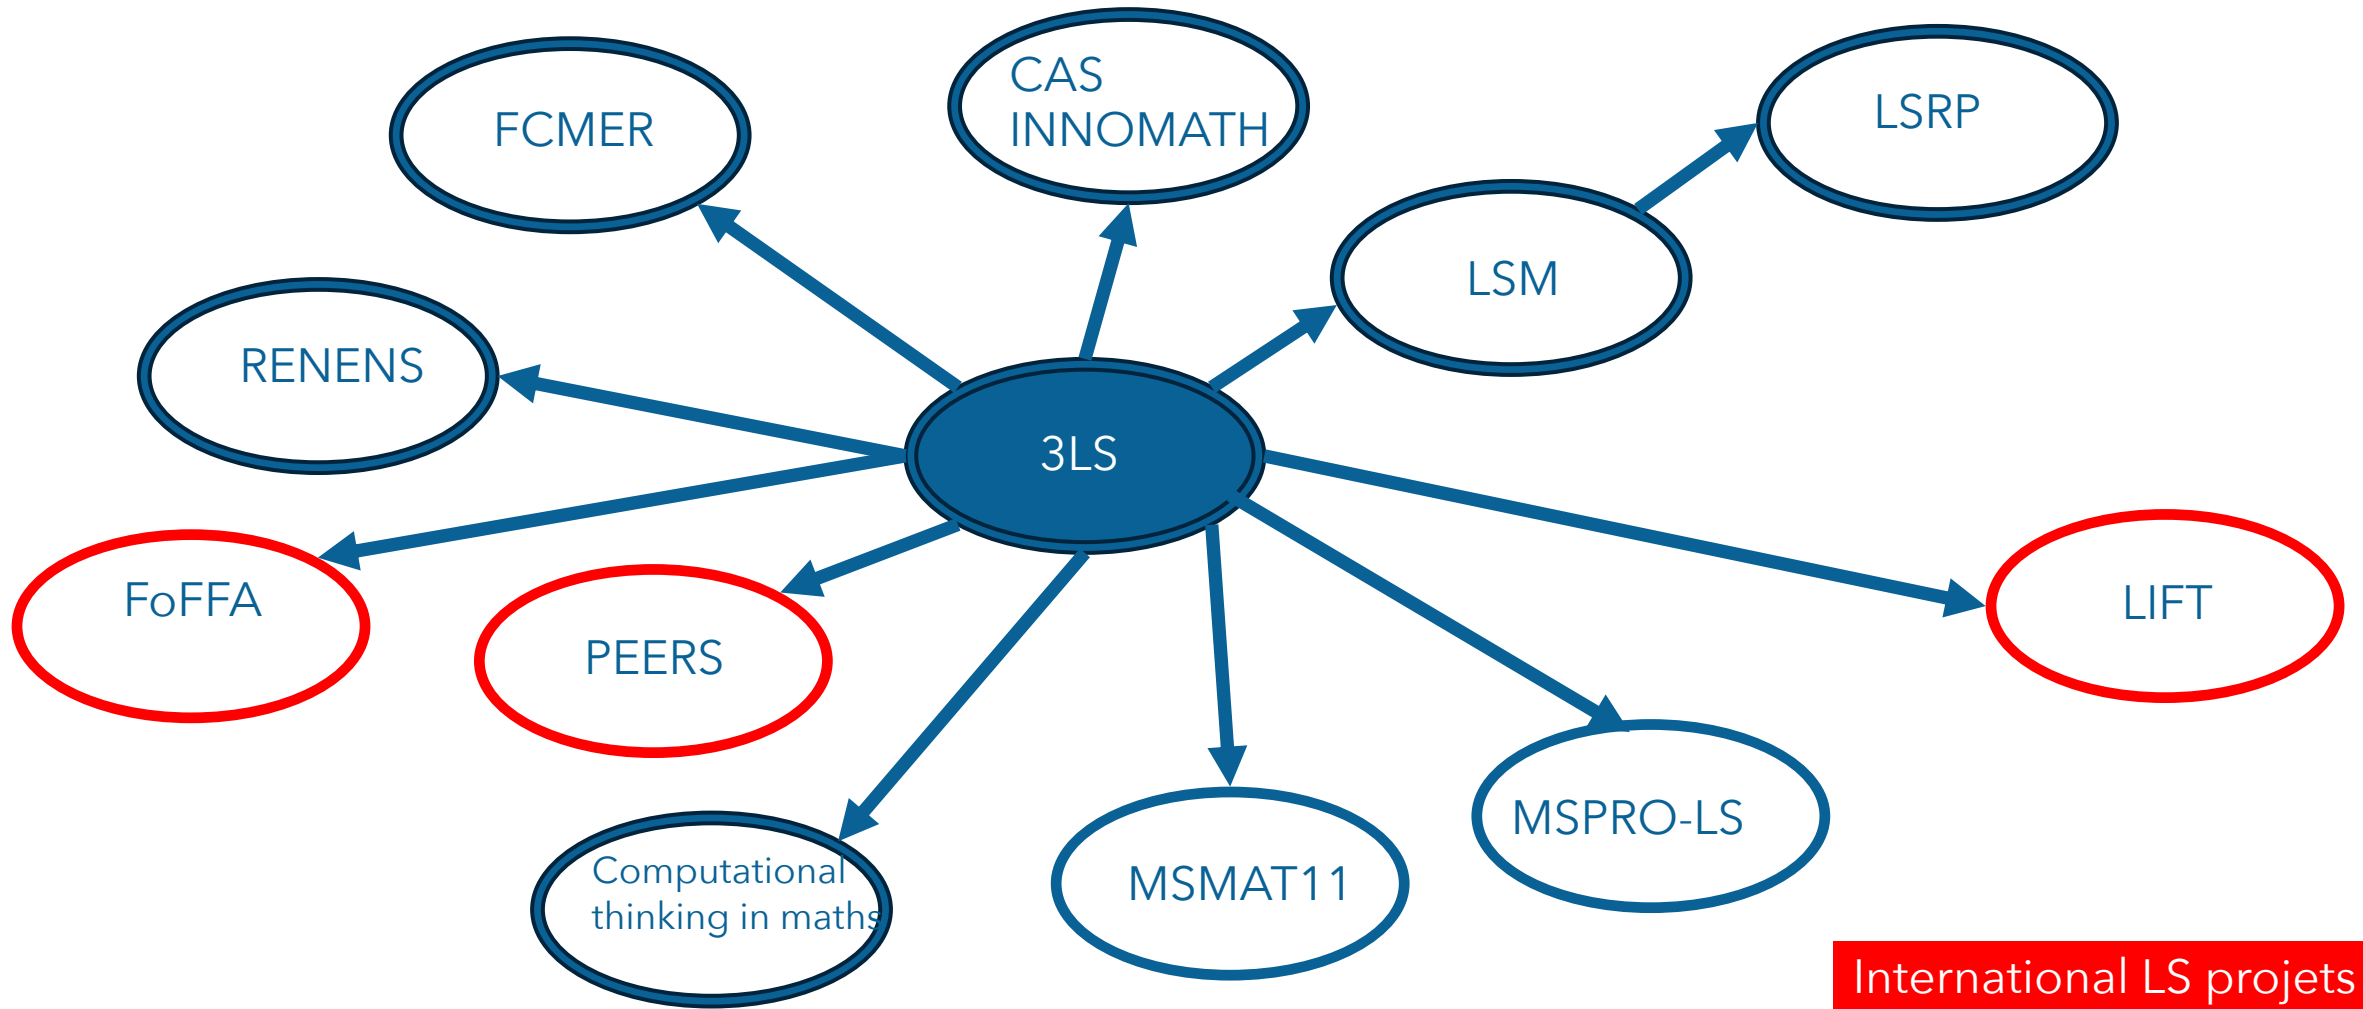 CAS
INNOMATH
LSRP
FCMER
LSM
RENENS
3LS
FoFFA
PEERS
LIFT
Computational
thinking in maths
MSMAT11
MSPRO-LS
International LS projets